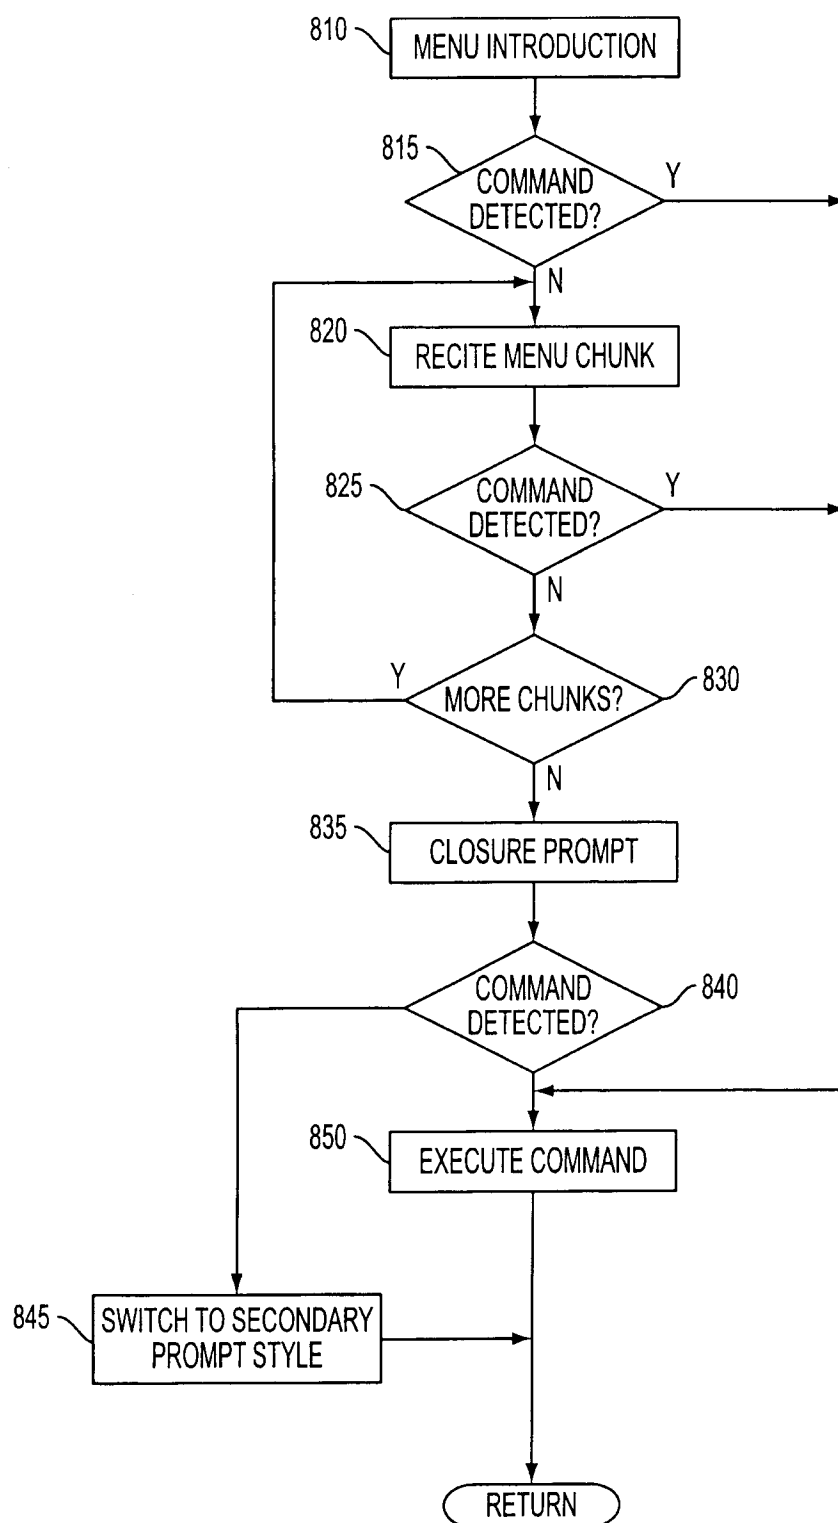 810
MENU INTRODUCTION
815
COMMAND
DETECTED?
Y
N
820
RECITE MENU CHUNK
825
COMMAND
DETECTED?
Y
N
Y
MORE CHUNKS?
830
N
835
CLOSURE PROMPT
COMMAND
DETECTED?
840
850
EXECUTE COMMAND
845
SWITCH TO SECONDARY
PROMPT STYLE
RETURN